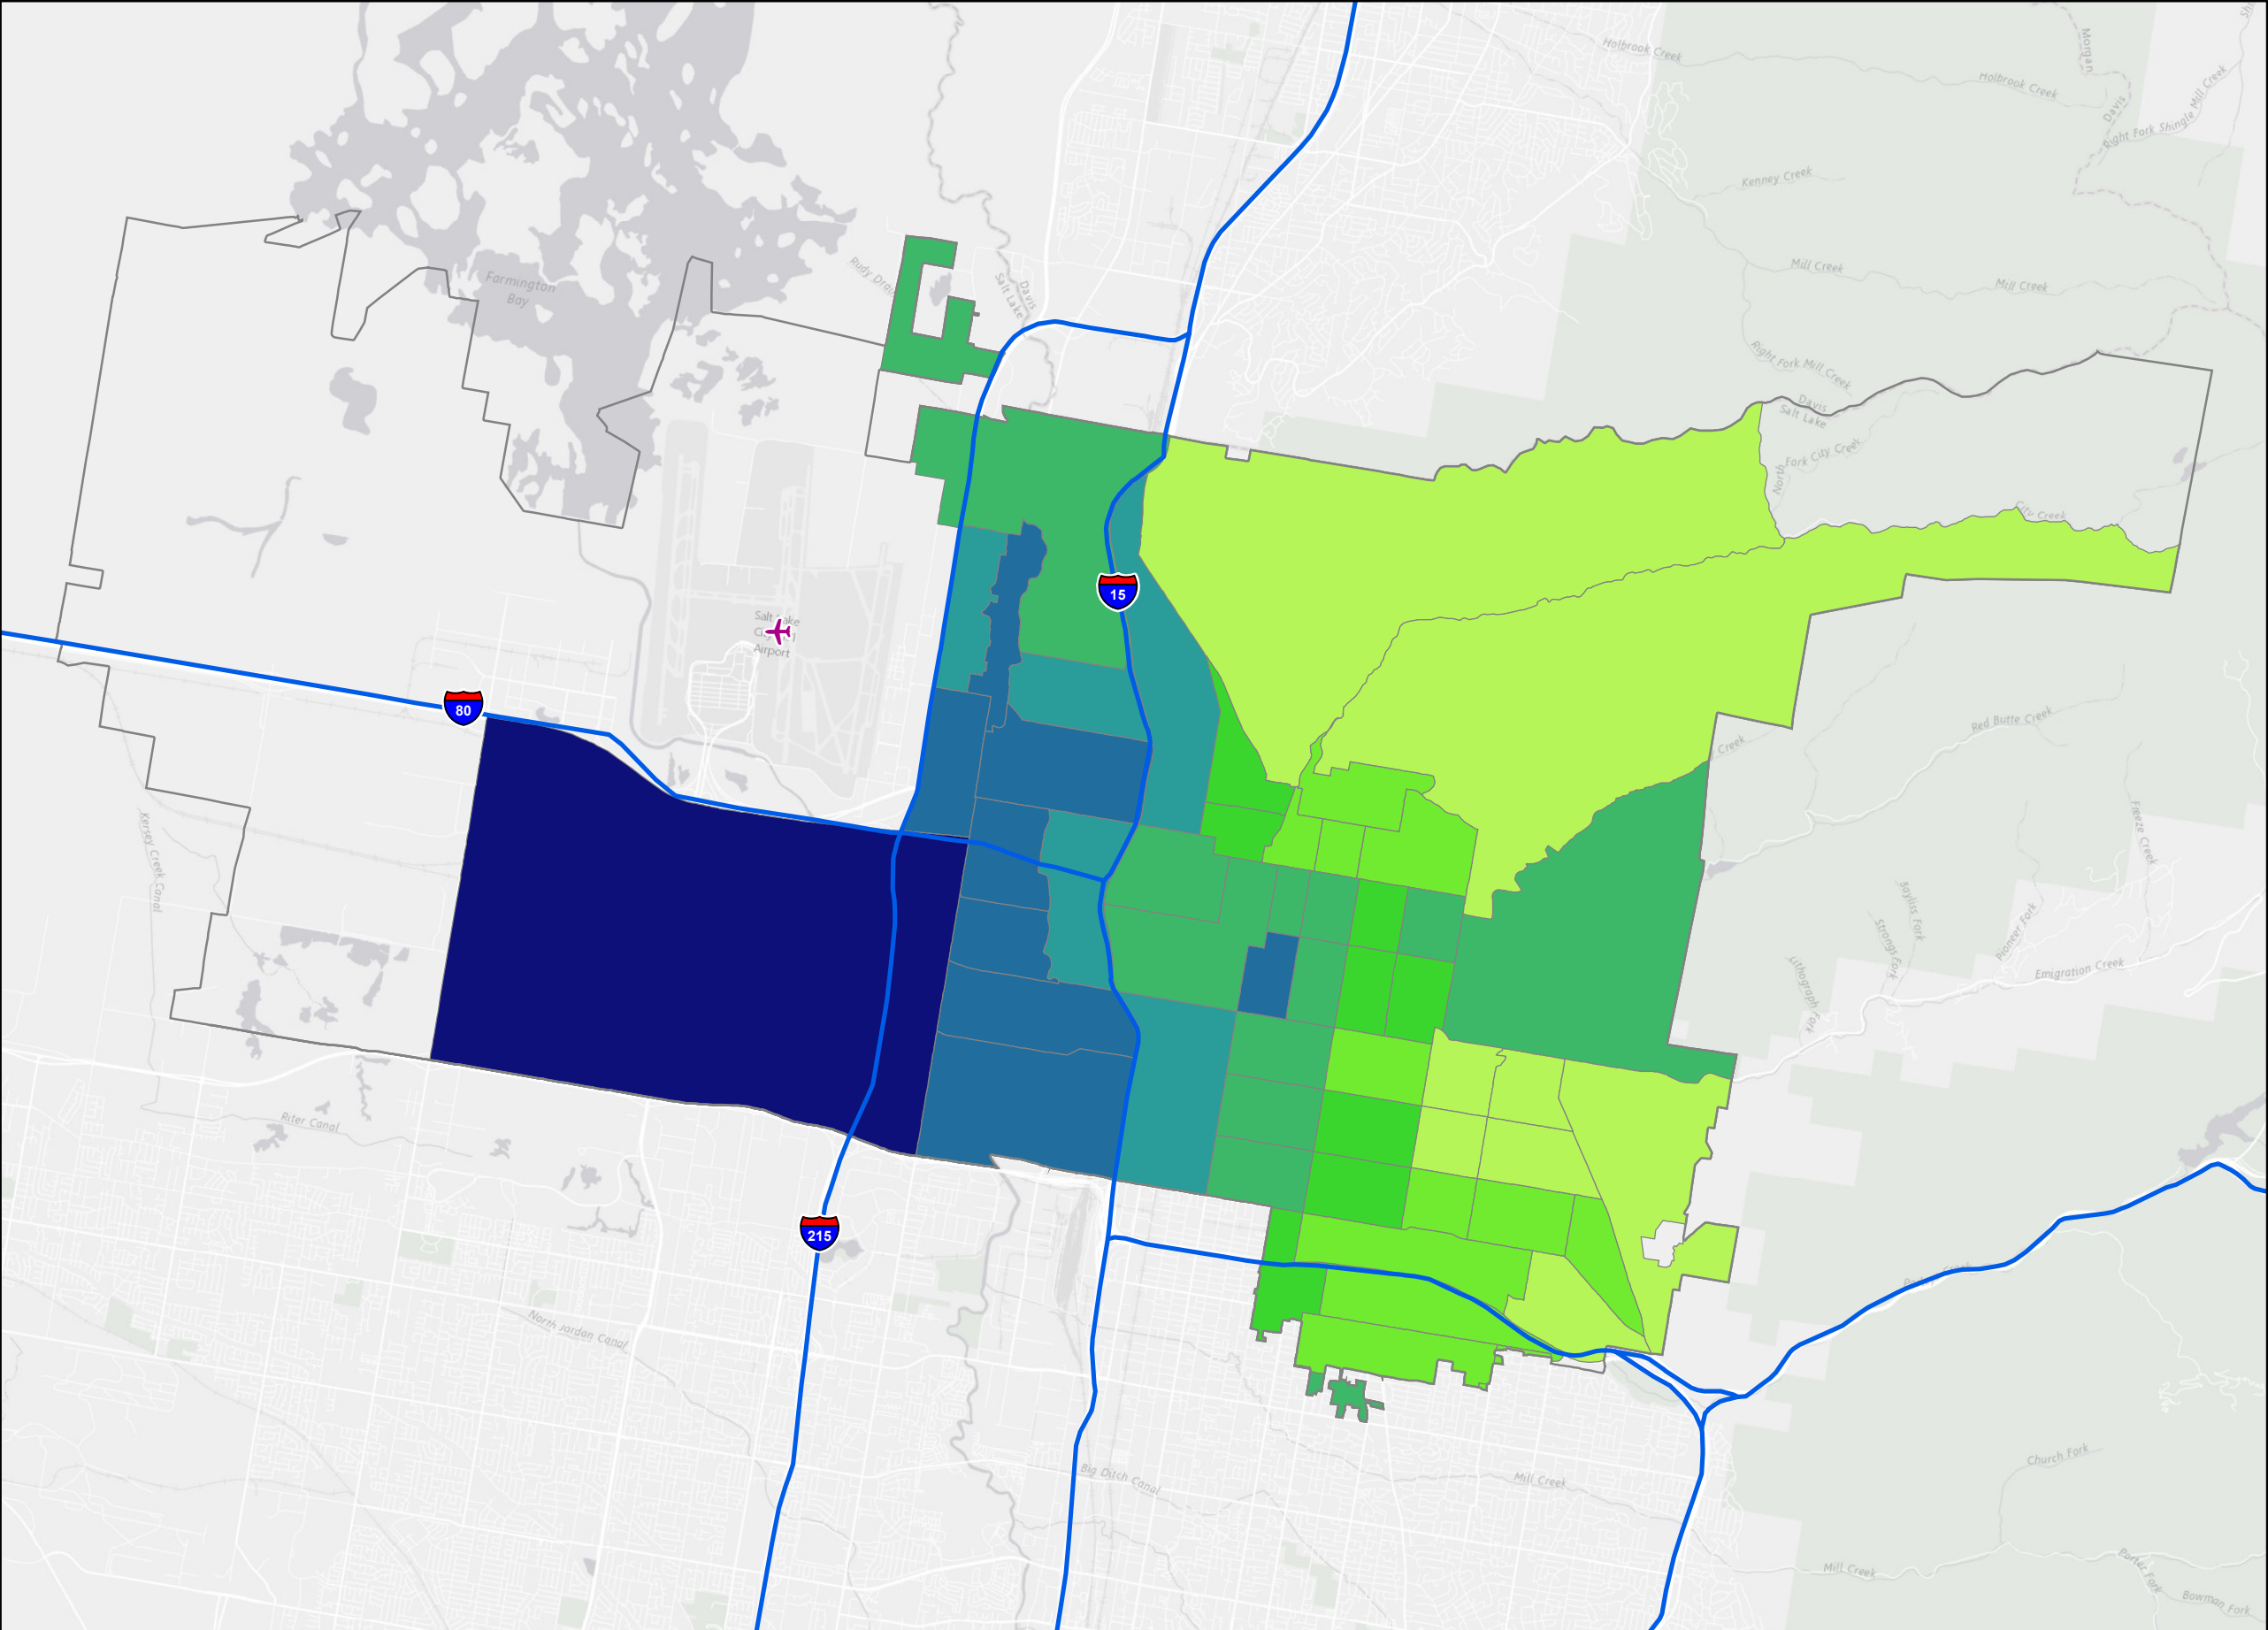 Holbrook Creek
Holbrook Creek
Morgan
Davis
Mill Creek
Right Fork Shingle
Kenney Creek
Mill Creek
Mill Creek
Rudy Drain
Davis
Salt Lake
Farmington
Bay
Right Fork Mill Creek
Davis
Salt Lake
North
Fork City Creek
City Creek
15
Salt Lake
Airport
80
Creek
Red Butte Creek
Kersey Creek Canal
Freeze Creek
Bayliss Fork
Strongs Fork
Pioneer Fork
Lithograph Fork
Emigration Creek
Riter Canal
215
North Jordan Canal
Big Ditch Canal
Mill Creek
Church Fork
Mill Creek
Porter Fork
Bowman Fork